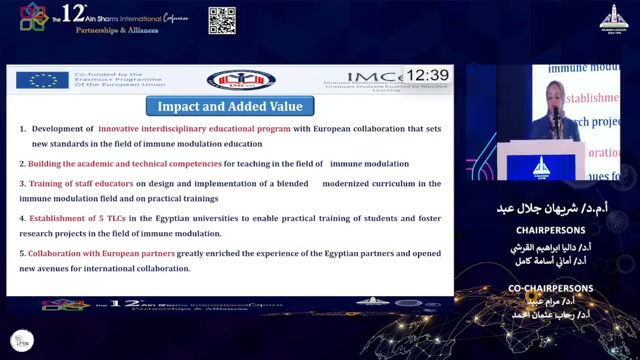 The 12th Ain Shams International Conference
Partnerships & Alliances
Co-funded by the
Erasmus+ Programme
Of the European Union
IMCe
12:39
Impact and Added Value
1. Development of innovative interdisciplinary educational program with European collaboration that sets
new standards in the field of immune modulation education
2. Building the academic and technical competencies for teaching in the field of immune modulation
3. Training of staff educators on design and implementation of a blended modernized curriculum in the
immune modulation field and on practical trainings
4. Establishment of 5 TLCs in the Egyptian universities to enable practical training of students and foster
research projects in the field of immune modulation.
5. Collaboration with European partners greatly enriched the experience of the Egyptian partners and opened
new avenues for international collaboration.
The 12th Ain Shams International Conference
Partnerships & Alliances
immune modulat
Establishme
esearch projec
oration
nues for
أ.م.د/ شريهان جلال عبد
CHAIRPERSONS
أ.د/ داليا ابراهيم القرشي
أ.د/ أماني أسامة كامل
CO-CHAIRPERSONS
أ.د/ مرام عبيد
أ.د/ رحاب عثمان احمد